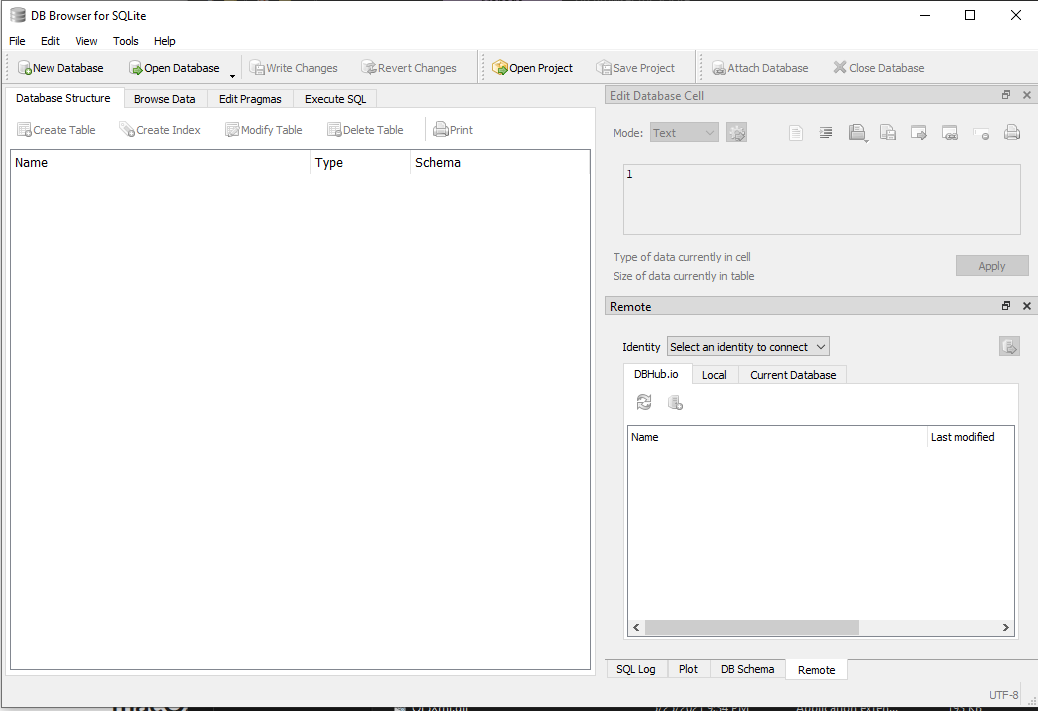 DB Browser for SQLite
File Edit View Tools Help
New Database Open Database Write Changes Revert Changes Open Project Save Project Attach Database Close Database
Database Structure Browse Data Edit Pragmas Execute SQL
Create Table Create Index Modify Table Delete Table Print
Name Type Schema
Edit Database Cell
Mode: Text
1
Type of data currently in cell
Size of data currently in table
Apply
Remote
Identity Select an identity to connect
DBHub.io Local Current Database
Name Last modified
SQL Log Plot DB Schema Remote
UTF-8